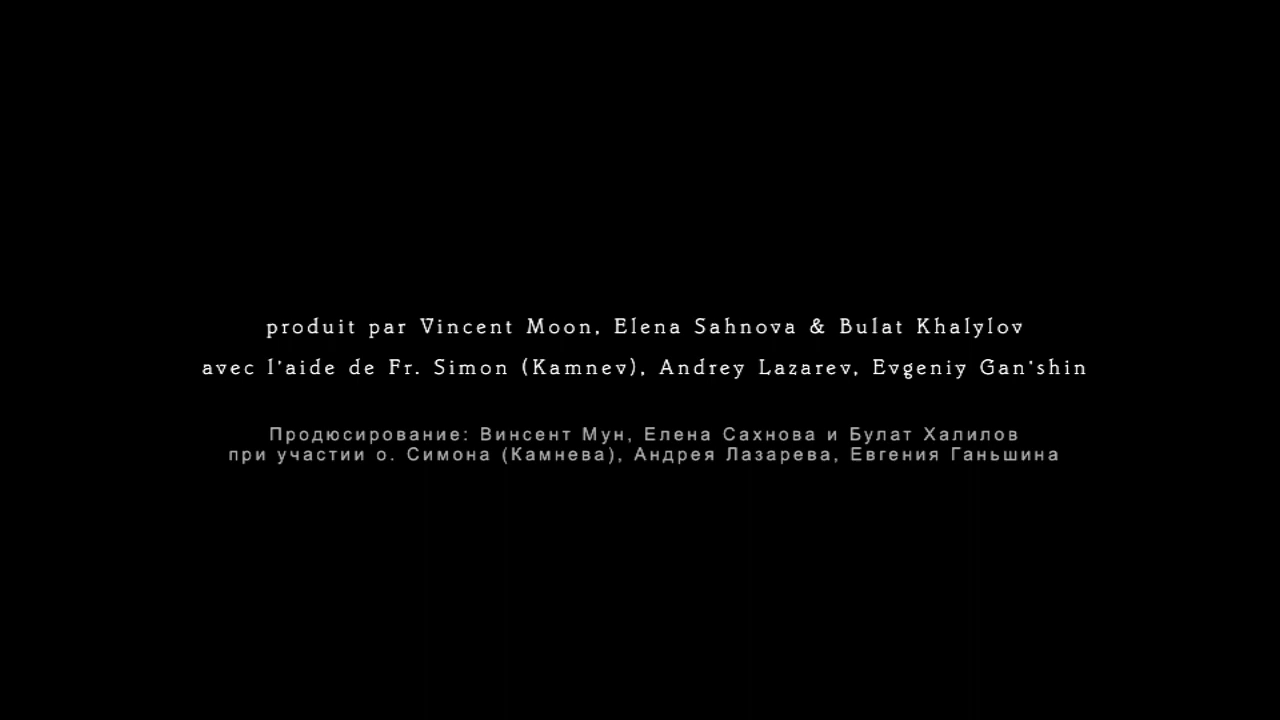 produit par Vincent Moon, Elena Sahnova & Bulat Khalylov
avec l'aide de Fr. Simon (Kamnev), Andrey Lazarev, Evgeniy Gan'shin
Продюсирование: Винсент Мун, Елена Сахнова и Булат Халилов
при участии о. Симона (Камнева), Андрея Лазарева, Евгения Ганьшина